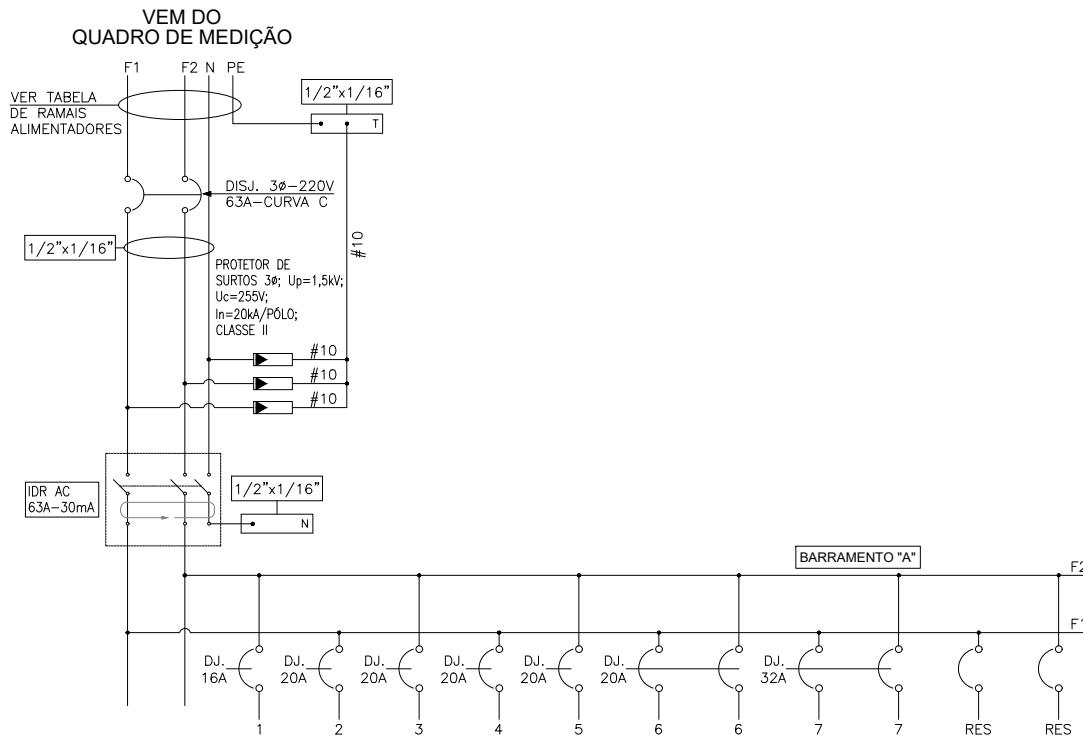 VEM DO
QUADRO DE MEDIÇÃO
F1
F2 N PE
VER TABELA
DE RAMAIS
ALIMENTADORES
1/2"x1/16"
T
DISJ. 3ø-220V
63A-CURVA C
1/2"x1/16"
#10
PROTETOR DE
SURTOS 3ø; Up=1,5kV;
Uc=255V;
In=20kA/PÓLO;
CLASSE II
#10
#10
#10
IDR AC
63A-30mA
1/2"x1/16"
N
BARRAMENTO "A"
F2
F1
DJ.
16A
DJ.
20A
DJ.
20A
DJ.
20A
DJ.
20A
DJ.
20A
DJ.
32A
1 2 3 4 5 6 6 7 7 RES RES